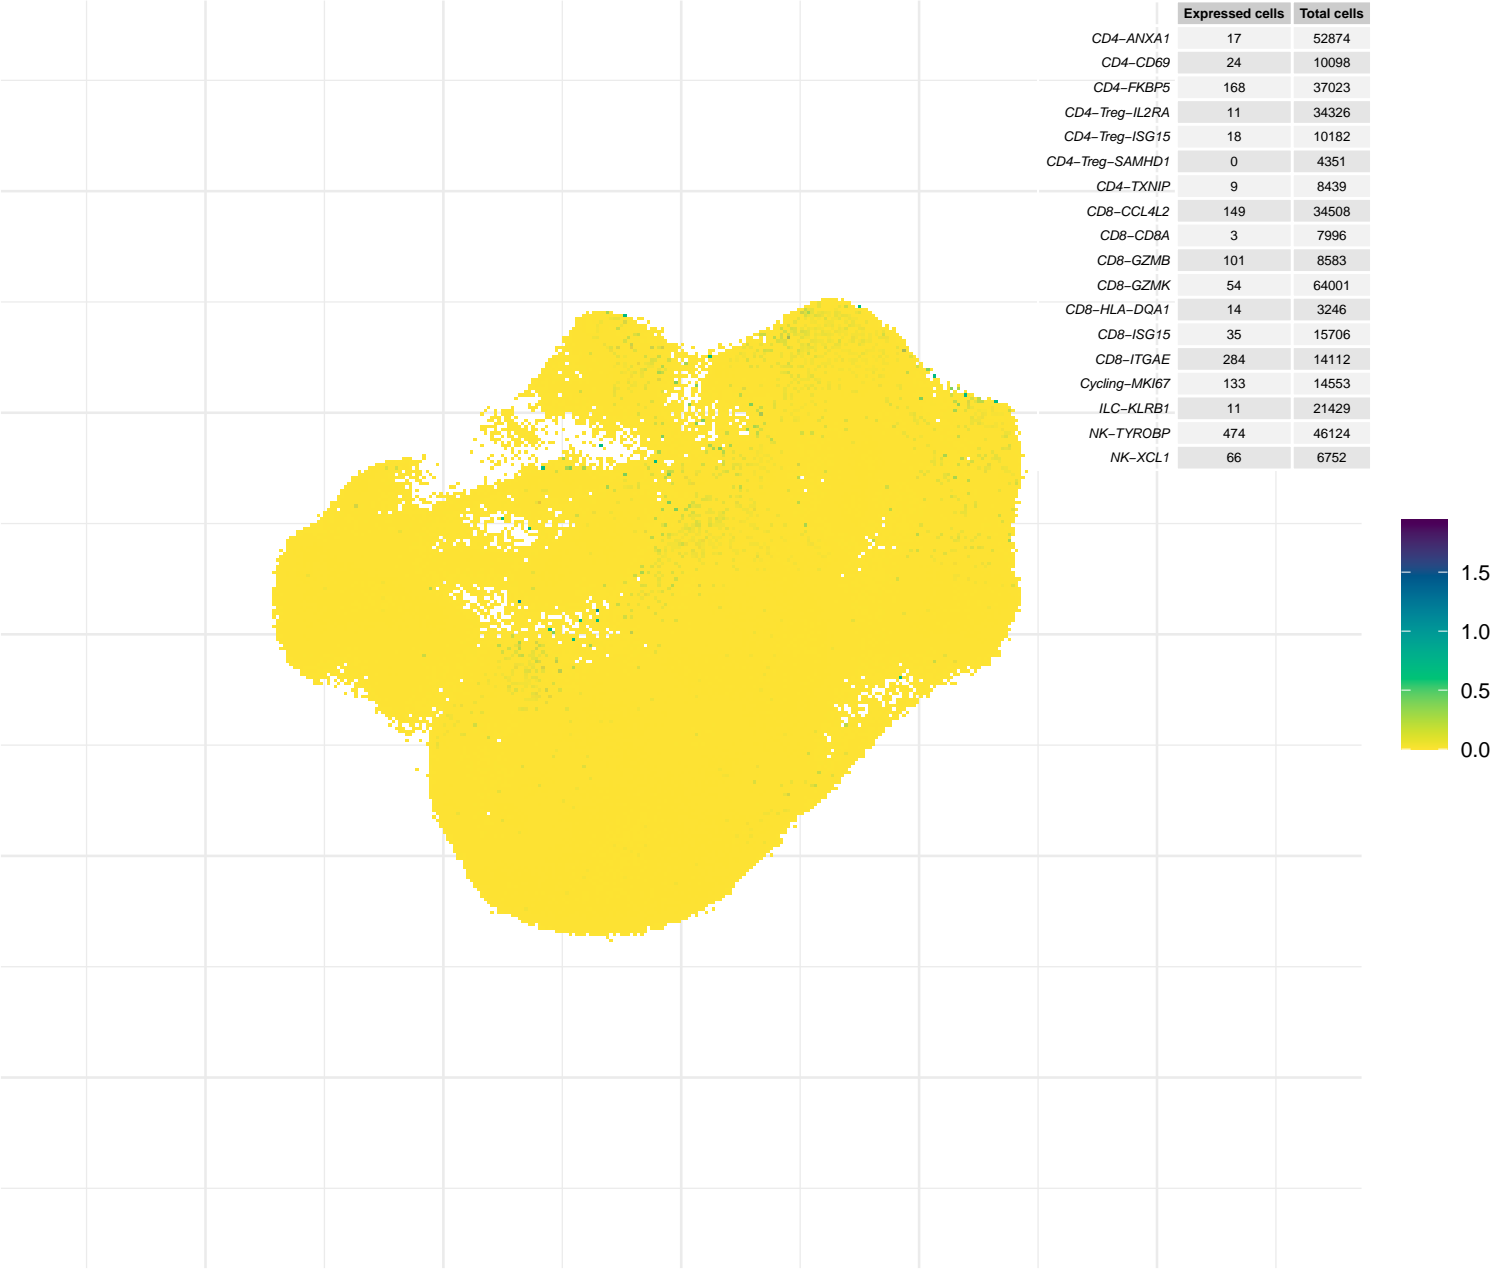 Expressed cells Total cells
CD4−ANXA1 17 52874
CD4−CD69 24 10098
CD4−FKBP5 168 37023
CD4−Treg−IL2RA 11 34326
CD4−Treg−ISG15 18 10182
CD4−Treg−SAMHD1 0 4351
CD4−TXNIP 9 8439
CD8−CCL4L2 149 34508
CD8−CD8A 3 7996
CD8−GZMB 101 8583
CD8−GZMK 54 64001
CD8−HLA−DQA1 14 3246
CD8−ISG15 35 15706
CD8−ITGAE 284 14112
Cycling−MKI67 133 14553
ILC−KLRB1 11 21429
NK−TYROBP 474 46124
NK−XCL1 66 6752
1.5
1.0
0.5
0.0